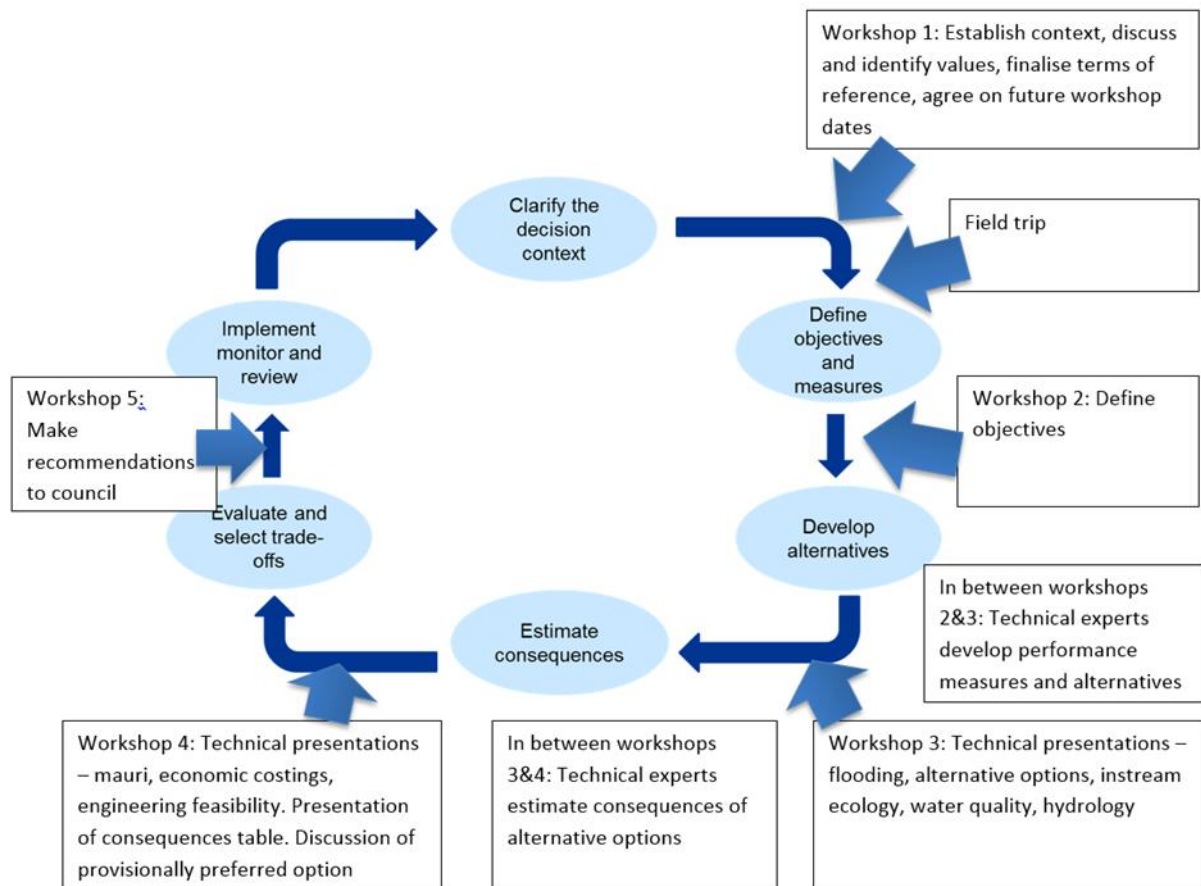 Workshop 1: Establish context, discuss
and identify values, finalise terms of
reference, agree on future workshop
dates
Clarify the
decision
context
Field trip
Define
objectives
and
measures
Workshop 2: Define
objectives
Develop
alternatives
In between workshops
2&3: Technical experts
develop performance
measures and alternatives
Workshop 3: Technical presentations –
flooding, alternative options, instream
ecology, water quality, hydrology
Estimate
consequences
In between workshops
3&4: Technical experts
estimate consequences of
alternative options
Workshop 4: Technical presentations
– mauri, economic costings,
engineering feasibility. Presentation
of consequences table. Discussion of
provisionally preferred option
Evaluate and
select trade-
offs
Workshop 5:
Make
recommendations
to council
Implement
monitor and
review